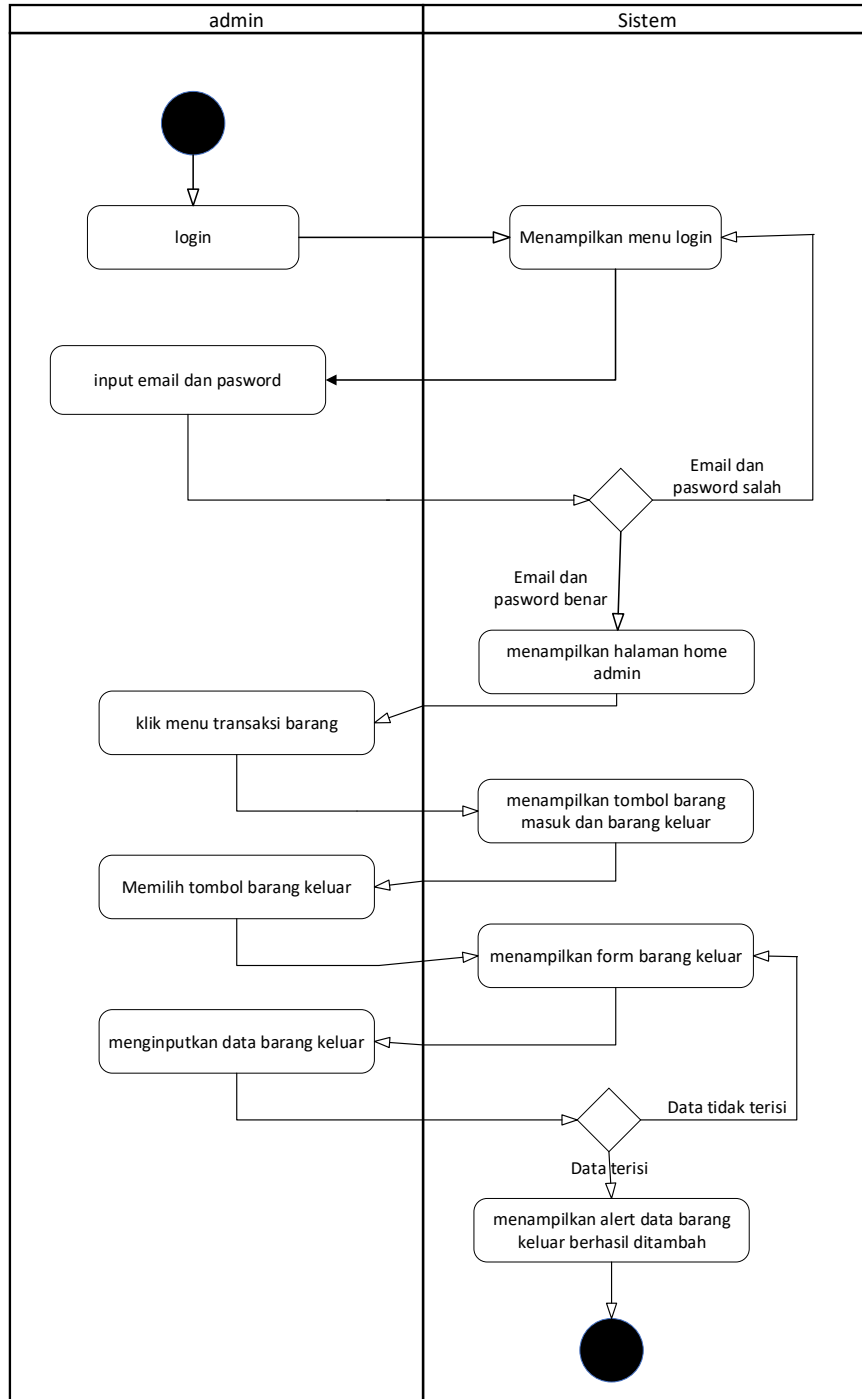 admin
Sistem
login
Menampilkan menu login
input email dan pasword
Email dan
pasword salah
Email dan
pasword benar
menampilkan halaman home
admin
klik menu transaksi barang
menampilkan tombol barang
masuk dan barang keluar
Memilih tombol barang keluar
menampilkan form barang keluar
menginputkan data barang keluar
Data tidak terisi
Data terisi
menampilkan alert data barang
keluar berhasil ditambah